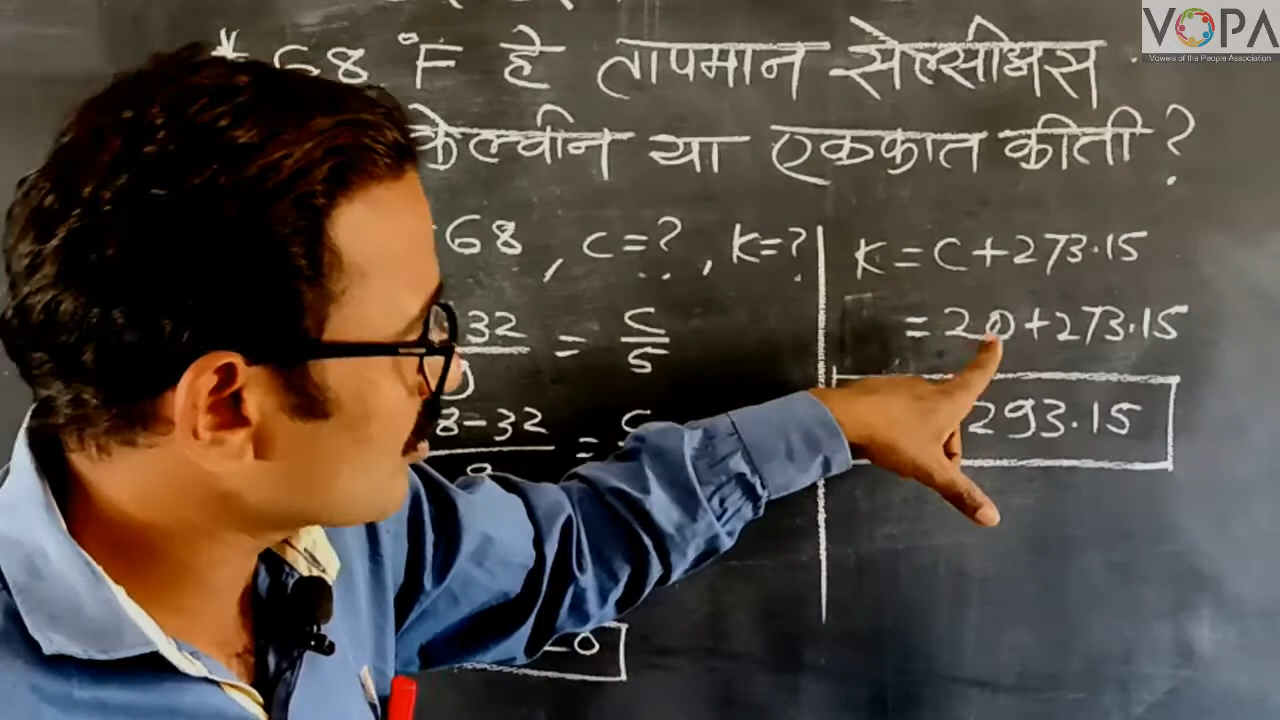 VOPA
Vowels of the People Association
* 68 °F हे तापमान सेल्सीअस
केल्वीन या एककात कीती ?
68 , C=? , K=?
32 = C
5
8-32 =
9
K = C + 273.15
= 20 + 273.15
293.15